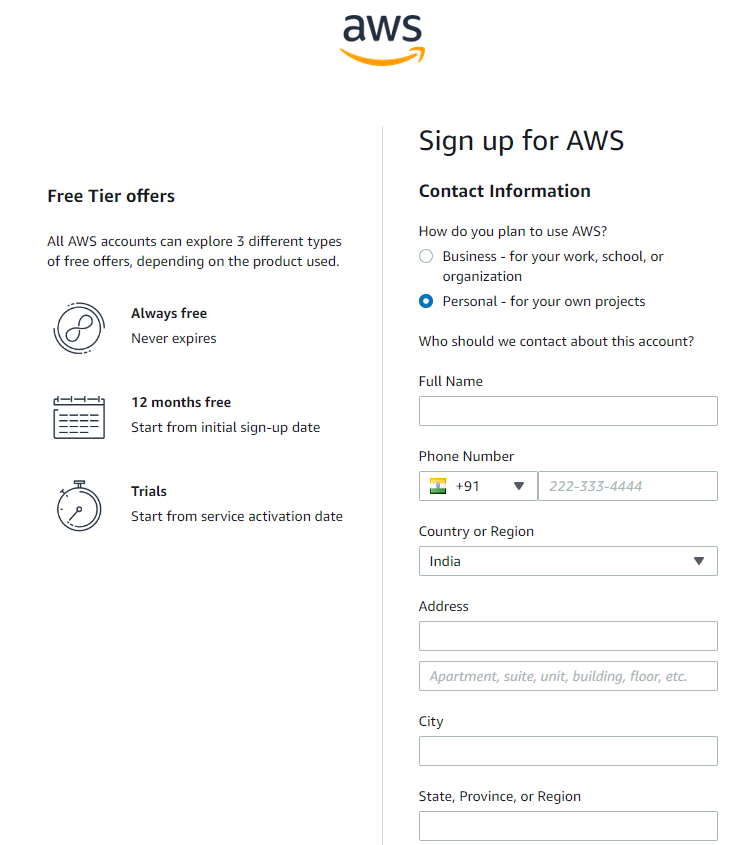 aws
Free Tier offers
All AWS accounts can explore 3 different types
of free offers, depending on the product used.
Always free
Never expires
12 months free
Start from initial sign-up date
Trials
Start from service activation date
Sign up for AWS
Contact Information
How do you plan to use AWS?
Business - for your work, school, or
organization
Personal - for your own projects
Who should we contact about this account?
Full Name
Phone Number
+91
222-333-4444
Country or Region
India
Address
Apartment, suite, unit, building, floor, etc.
City
State, Province, or Region